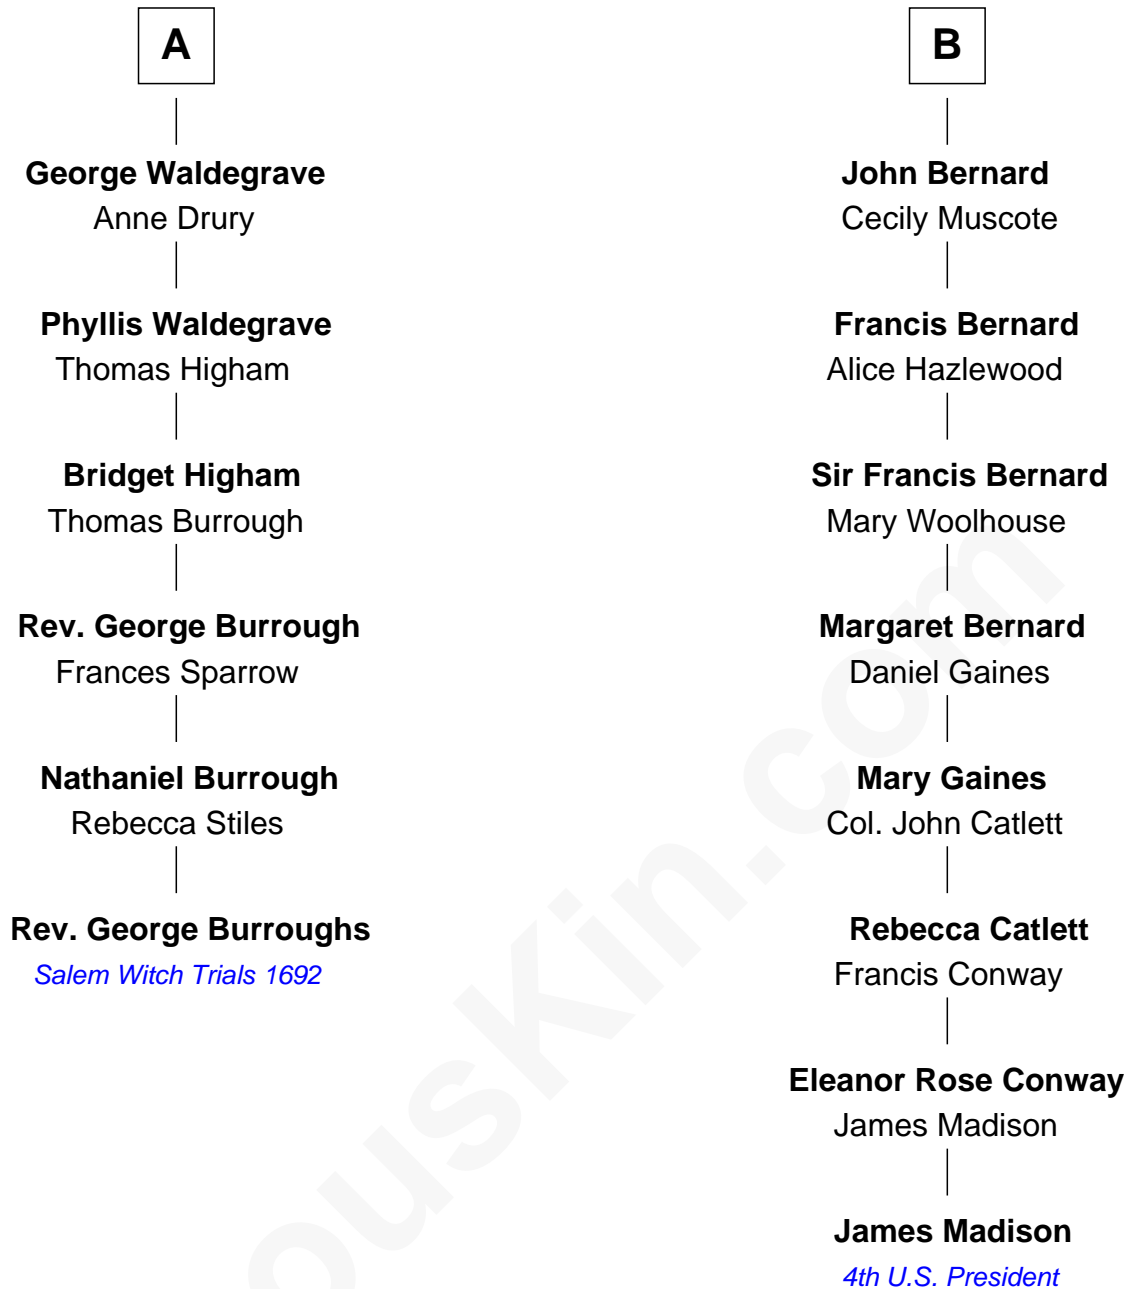 A
George Waldegrave
Anne Drury
Phyllis Waldegrave
Thomas Higham
Bridget Higham
Thomas Burrough
Rev. George Burrough
Frances Sparrow
Nathaniel Burrough
Rebecca Stiles
Rev. George Burroughs
Salem Witch Trials 1692
B
John Bernard
Cecily Muscote
Francis Bernard
Alice Hazlewood
Sir Francis Bernard
Mary Woolhouse
Margaret Bernard
Daniel Gaines
Mary Gaines
Col. John Catlett
Rebecca Catlett
Francis Conway
Eleanor Rose Conway
James Madison
James Madison
4th U.S. President
ousKin.com